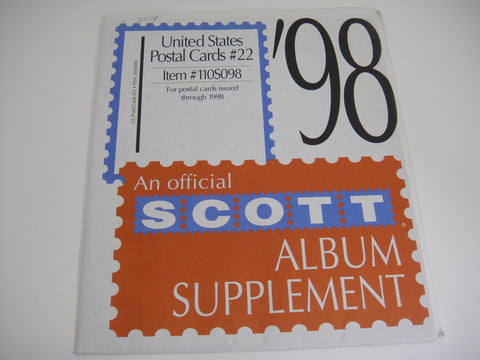 United States
Postal Cards #22
Item #110S098
For postal cards issued
through 1998
'98
An official
SCOTT
ALBUM
SUPPLEMENT